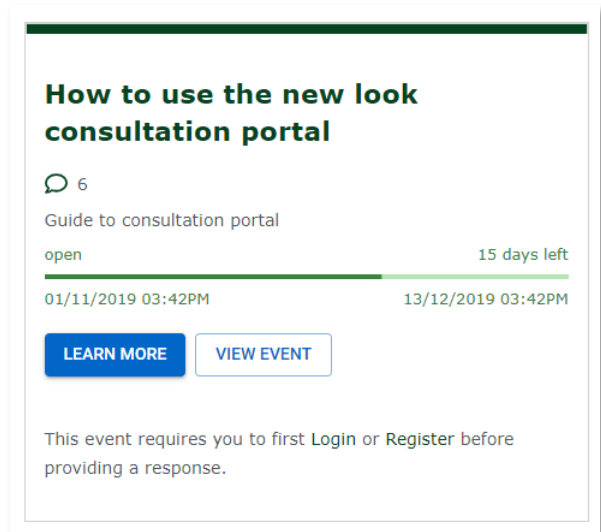 How to use the new look
consultation portal
6
Guide to consultation portal
open 15 days left
01/11/2019 03:42PM 13/12/2019 03:42PM
LEARN MORE VIEW EVENT
This event requires you to first Login or Register before
providing a response.